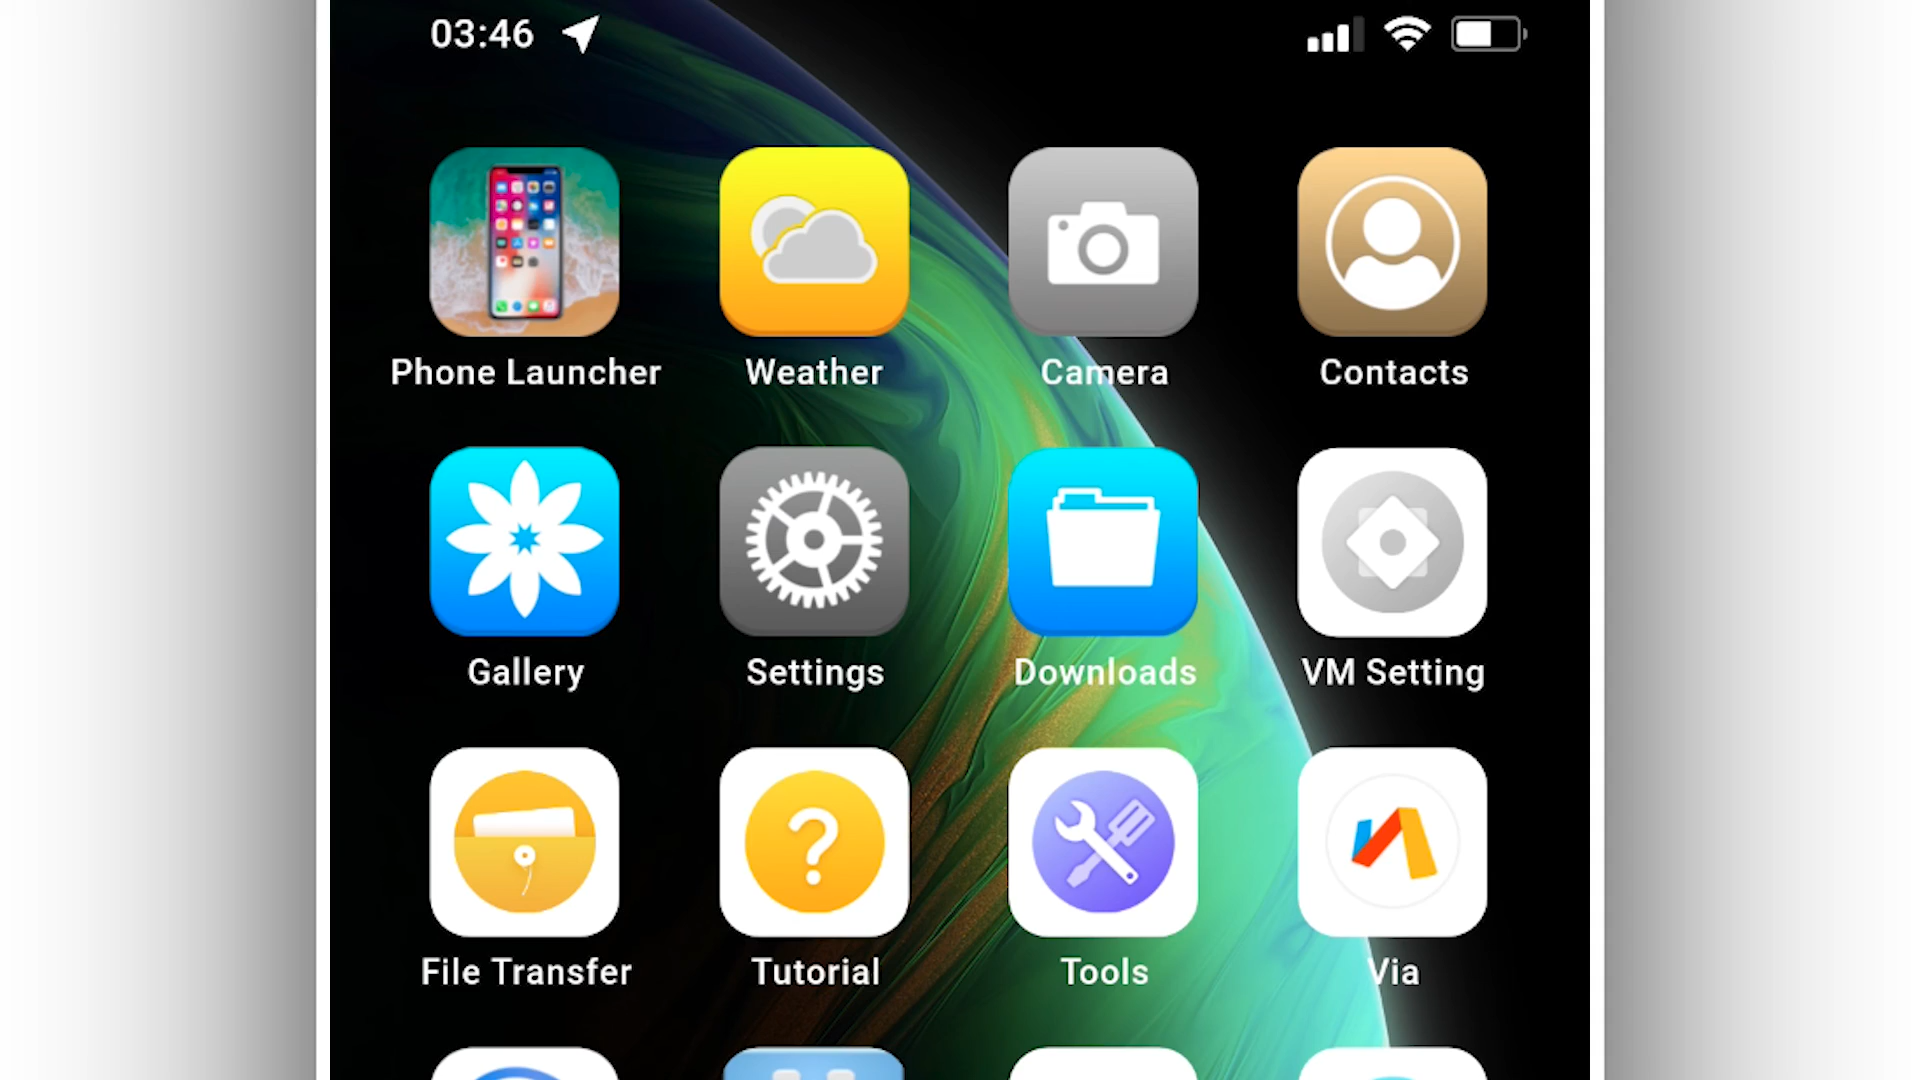 03:46
Phone Launcher
Weather
Camera
Contacts
Gallery
Settings
Downloads
VM Setting
File Transfer
Tutorial
Tools
Via